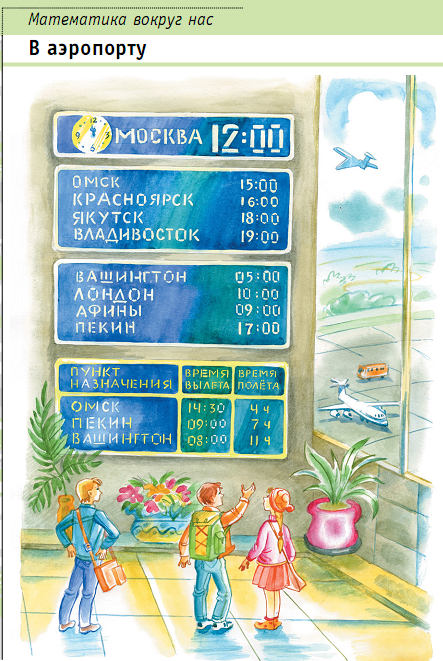 Математика вокруг нас
В аэропорту
МОСКВА 12:00
ОМСК 15:00
КРАСНОЯРСК 16:00
ЯКУТСК 18:00
ВЛАДИВОСТОК 19:00
ВАШИНГТОН 05:00
ЛОНДОН 10:00
АФИНЫ 09:00
ПЕКИН 17:00
ПУНКТ НАЗНАЧЕНИЯ ВРЕМЯ ВЫЛЕТА ВРЕМЯ ПОЛЁТА
ОМСК 14:30 4 ч
ПЕКИН 09:00 7 ч
ВАШИНГТОН 08:00 11 ч